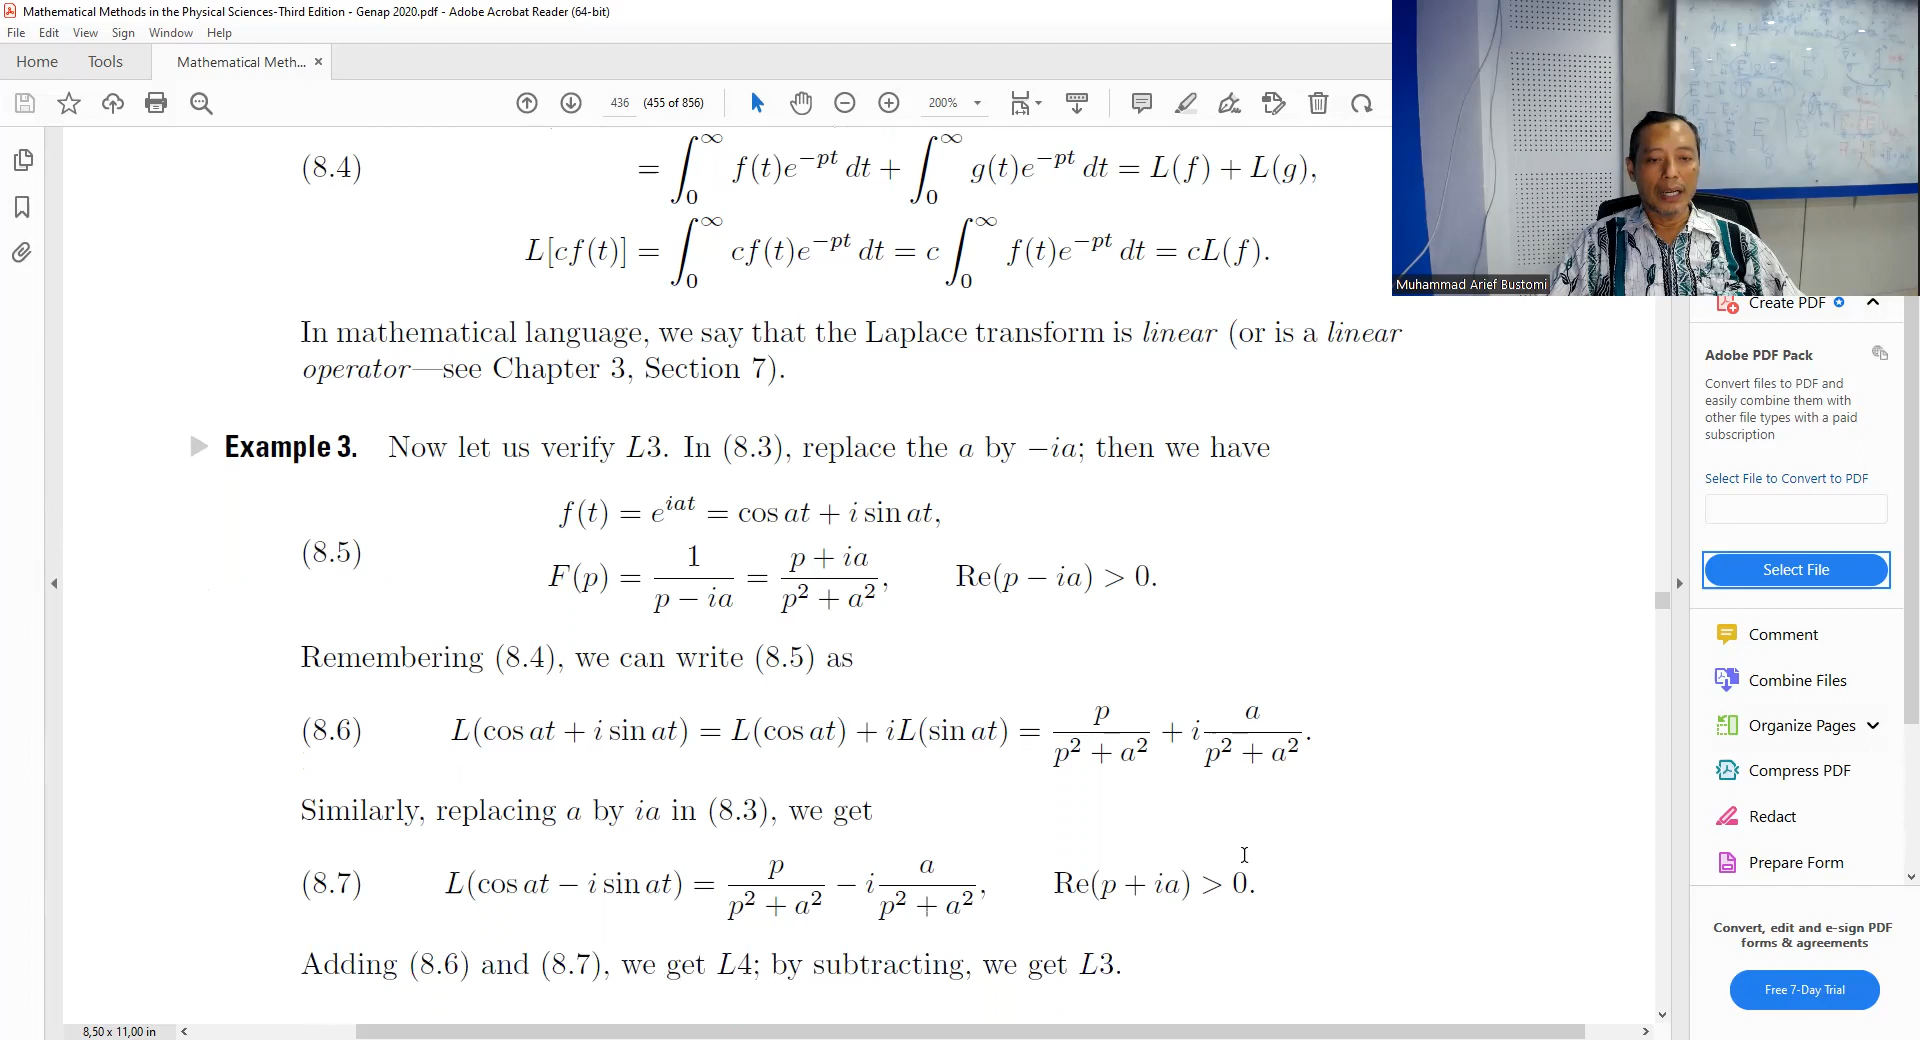 Mathematical Methods in the Physical Sciences-Third Edition - Genap 2020.pdf - Adobe Acrobat Reader (64-bit)
File Edit View Sign Window Help
Home Tools Mathematical Meth... ×
436 (455 of 856) 200%
(8.4) = ∫₀^∞ f(t)e^{−pt} dt + ∫₀^∞ g(t)e^{−pt} dt = L(f) + L(g),
L[cf(t)] = ∫₀^∞ cf(t)e^{−pt} dt = c ∫₀^∞ f(t)e^{−pt} dt = cL(f).
In mathematical language, we say that the Laplace transform is linear (or is a linear
operator—see Chapter 3, Section 7).
Example 3. Now let us verify L3. In (8.3), replace the a by −ia; then we have
f(t) = e^{iat} = cos at + i sin at,
(8.5)
F(p) = 1/(p − ia) = (p + ia)/(p² + a²), Re(p − ia) > 0.
Remembering (8.4), we can write (8.5) as
(8.6) L(cos at + i sin at) = L(cos at) + iL(sin at) = p/(p² + a²) + i a/(p² + a²).
Similarly, replacing a by ia in (8.3), we get
(8.7) L(cos at − i sin at) = p/(p² + a²) − i a/(p² + a²), Re(p + ia) > 0.
Adding (8.6) and (8.7), we get L4; by subtracting, we get L3.
8,50 x 11,00 in
Muhammad Arief Bustomi
Create PDF
Adobe PDF Pack
Convert files to PDF and
easily combine them with
other file types with a paid
subscription
Select File to Convert to PDF
Select File
Comment
Combine Files
Organize Pages
Compress PDF
Redact
Prepare Form
Convert, edit and e-sign PDF
forms & agreements
Free 7-Day Trial